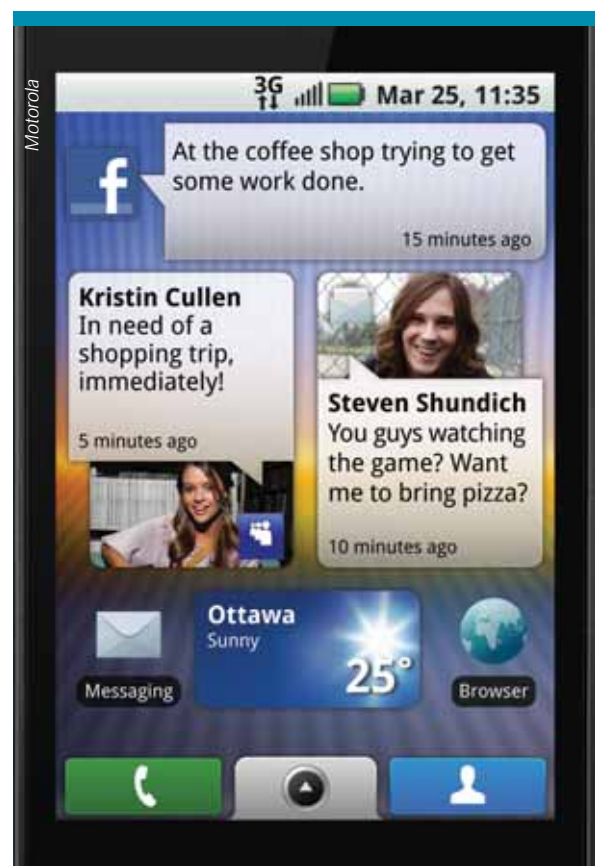 Motorola
3G
Mar 25, 11:35
f
At the coffee shop trying to get
some work done.
15 minutes ago
Kristin Cullen
In need of a
shopping trip,
immediately!
5 minutes ago
Steven Shundich
You guys watching
the game? Want
me to bring pizza?
10 minutes ago
Ottawa
Sunny
25°
Messaging
Browser